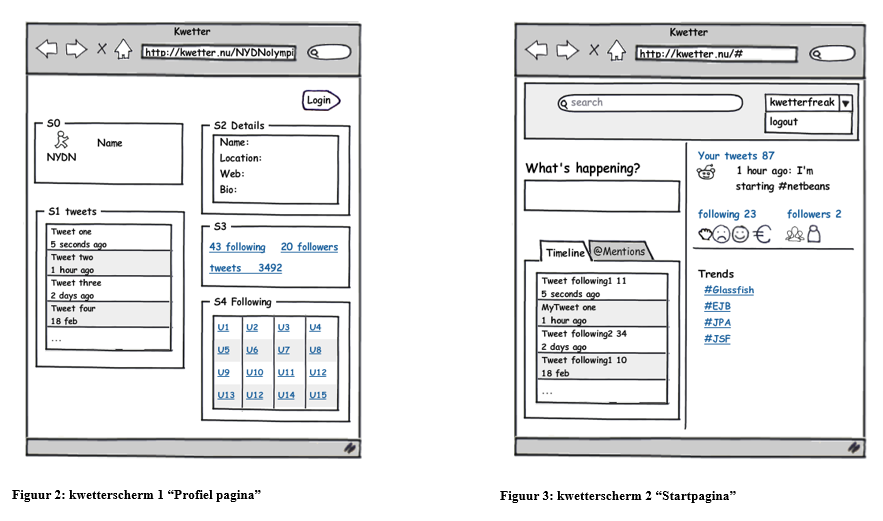 Kwetter
http://kwetter.nu/NYDNolympi
Login
S0
Name
NYDN
S1 tweets
Tweet one
5 seconds ago
Tweet two
1 hour ago
Tweet three
2 days ago
Tweet four
18 feb
...
S2 Details
Name:
Location:
Web:
Bio:
S3
43 following 20 followers
tweets 3492
S4 Following
U1 U2 U3 U4
U5 U6 U7 U8
U9 U10 U11 U12
U13 U12 U14 U15
Figuur 2: kwetterscherm 1 “Profiel pagina”
Kwetter
http://kwetter.nu/#
search
kwetterfreak
logout
What's happening?
Timeline @Mentions
Tweet following1 11
5 seconds ago
MyTweet one
1 hour ago
Tweet following2 34
2 days ago
Tweet following1 10
18 feb
...
Your tweets 87
1 hour ago: I'm
starting #netbeans
following 23 followers 2
Trends
#Glassfish
#EJB
#JPA
#JSF
Figuur 3: kwetterscherm 2 “Startpagina”